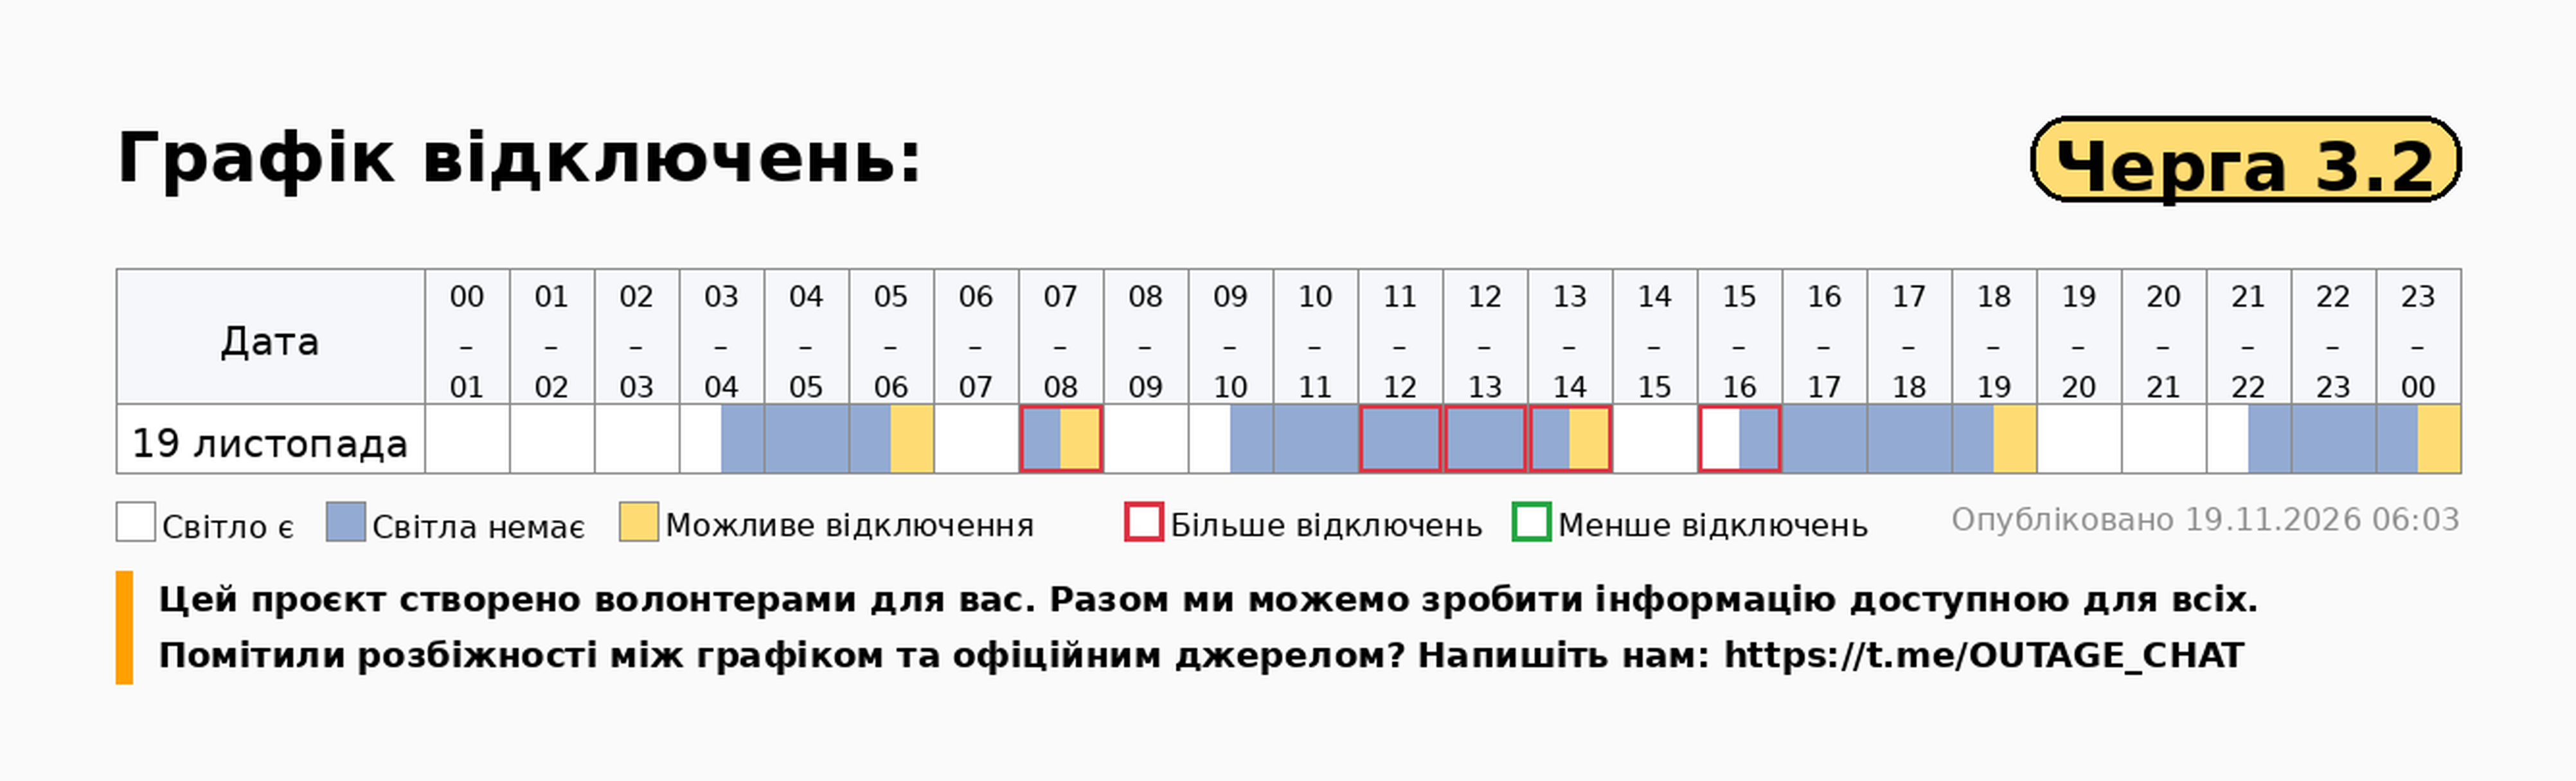 Графік відключень:
Черга 3.2
Дата 00 – 01 01 – 02 02 – 03 03 – 04 04 – 05 05 – 06 06 – 07 07 – 08 08 – 09 09 – 10 10 – 11 11 – 12 12 – 13 13 – 14 14 – 15 15 – 16 16 – 17 17 – 18 18 – 19 19 – 20 20 – 21 21 – 22 22 – 23 23 – 00
19 листопада
Світло є Світла немає Можливе відключення Більше відключень Менше відключень Опубліковано 19.11.2026 06:03
Цей проєкт створено волонтерами для вас. Разом ми можемо зробити інформацію доступною для всіх.
Помітили розбіжності між графіком та офіційним джерелом? Напишіть нам: https://t.me/OUTAGE_CHAT